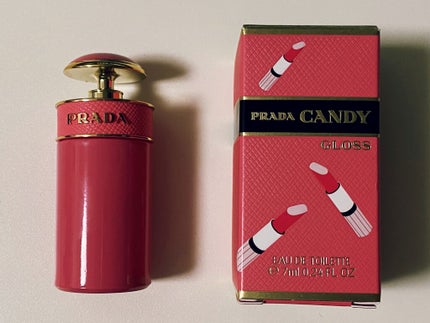 PRADA
PRADA CANDY
GLOSS
EAU DE TOILETTE
℮ 7ml 0.24 FL OZ